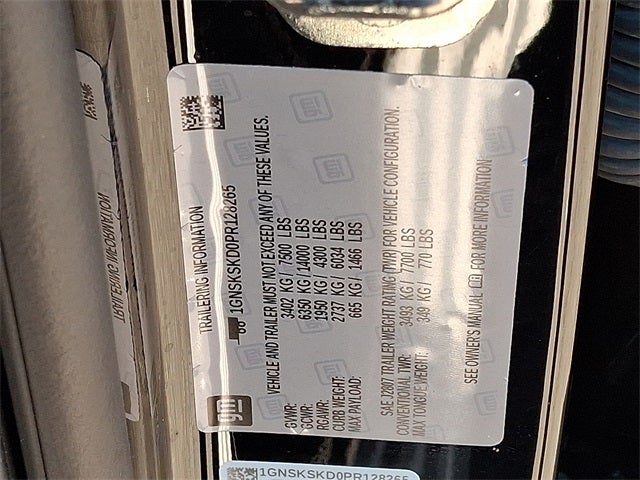 TRAILERING INFORMATION
1GNSKSKD0PR128265
VEHICLE AND TRAILER MUST NOT EXCEED ANY OF THESE VALUES.
GVWR: 3402 KG / 7500 LBS
GCWR: 6350 KG / 14000 LBS
RGAWR: 1950 KG / 4300 LBS
CURB WEIGHT: 2737 KG / 6034 LBS
MAX PAYLOAD: 665 KG / 1466 LBS
SAE J2807 TRAILER WEIGHT RATING (TWR) FOR VEHICLE CONFIGURATION.
CONVENTIONAL TWR: 3493 KG / 7700 LBS
MAX TONGUE WEIGHT: 349 KG / 770 LBS
SEE OWNER'S MANUAL FOR MORE INFORMATION
gm
1GNSKSKD0PR128265